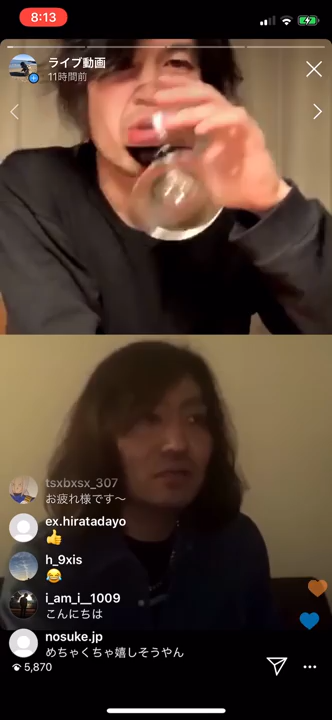 8:13
ライブ動画
11時間前
tsxbxsx_307
お疲れ様です〜
ex.hiratadayo
👍
h_9xis
😂
i_am_i__1009
こんにちは
nosuke.jp
めちゃくちゃ嬉しそうやん
5,870